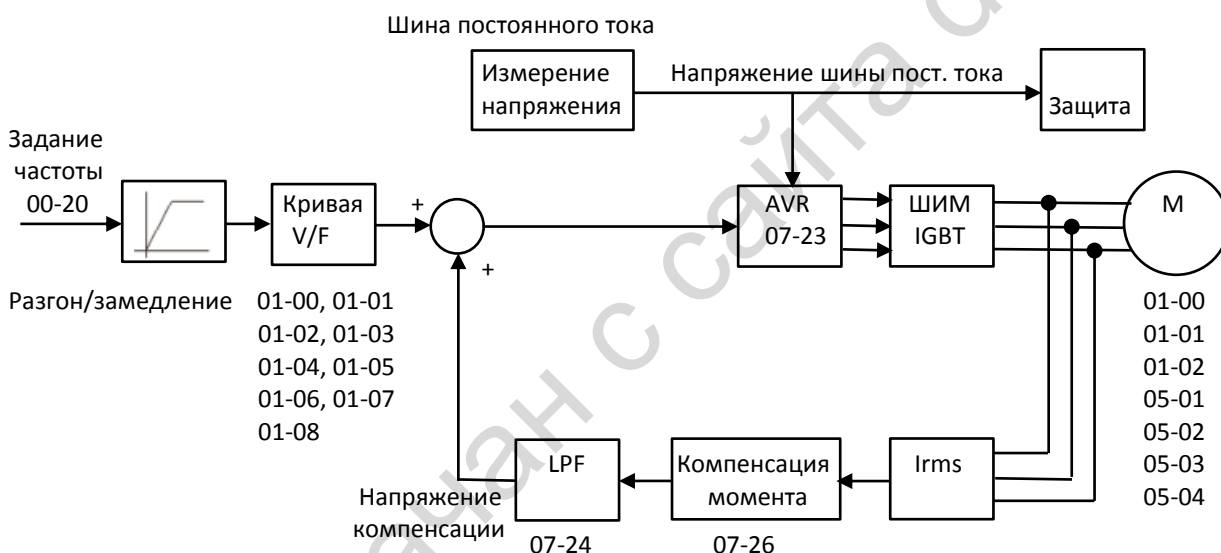 Шина постоянного тока
Измерение
напряжения
Напряжение шины пост. тока
Защита
Задание
частоты
00-20
Кривая
V/F
+
+
AVR
07-23
ШИМ
IGBT
M
Разгон/замедление
01-00, 01-01
01-02, 01-03
01-04, 01-05
01-06, 01-07
01-08
01-00
01-01
01-02
05-01
05-02
05-03
05-04
LPF
Компенсация
момента
Irms
Напряжение
компенсации
07-24
07-26
чан с сайта